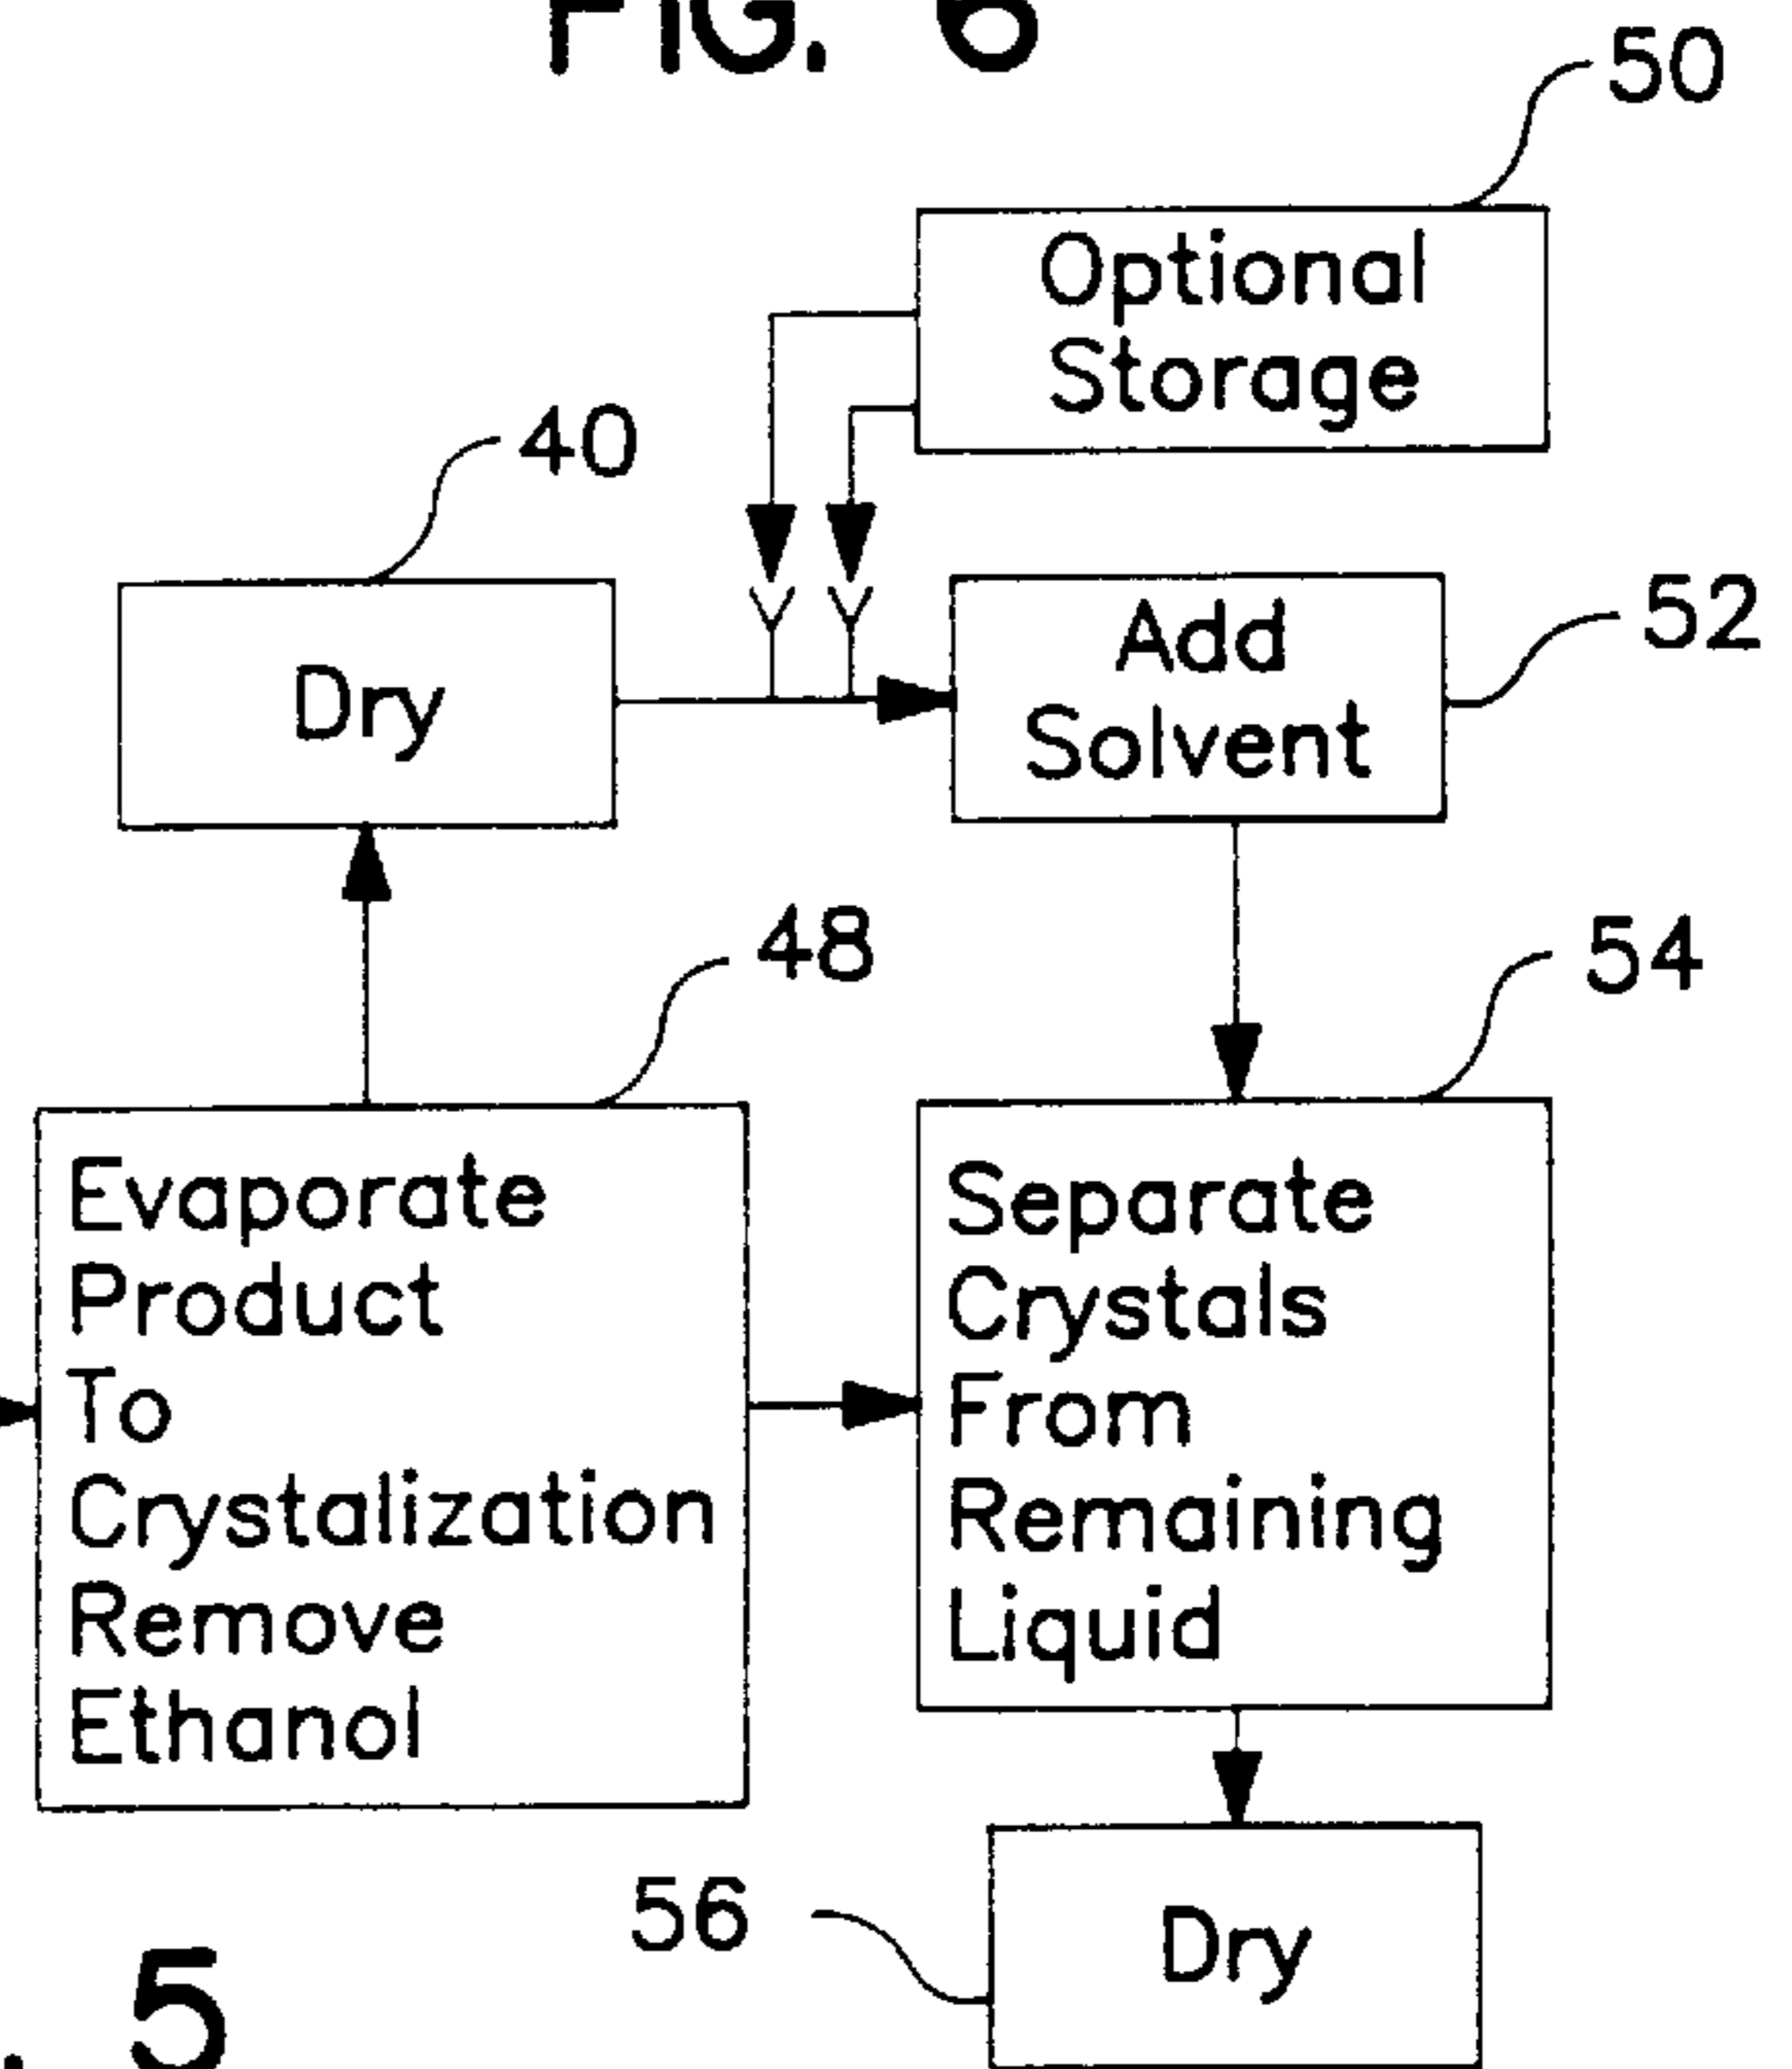 FIG. 6
50
Optional
Storage
40
Dry
Add
Solvent
52
48
54
Evaporate
Product
To
Crystalization
Remove
Ethanol
Separate
Crystals
From
Remaining
Liquid
56
Dry
. 5